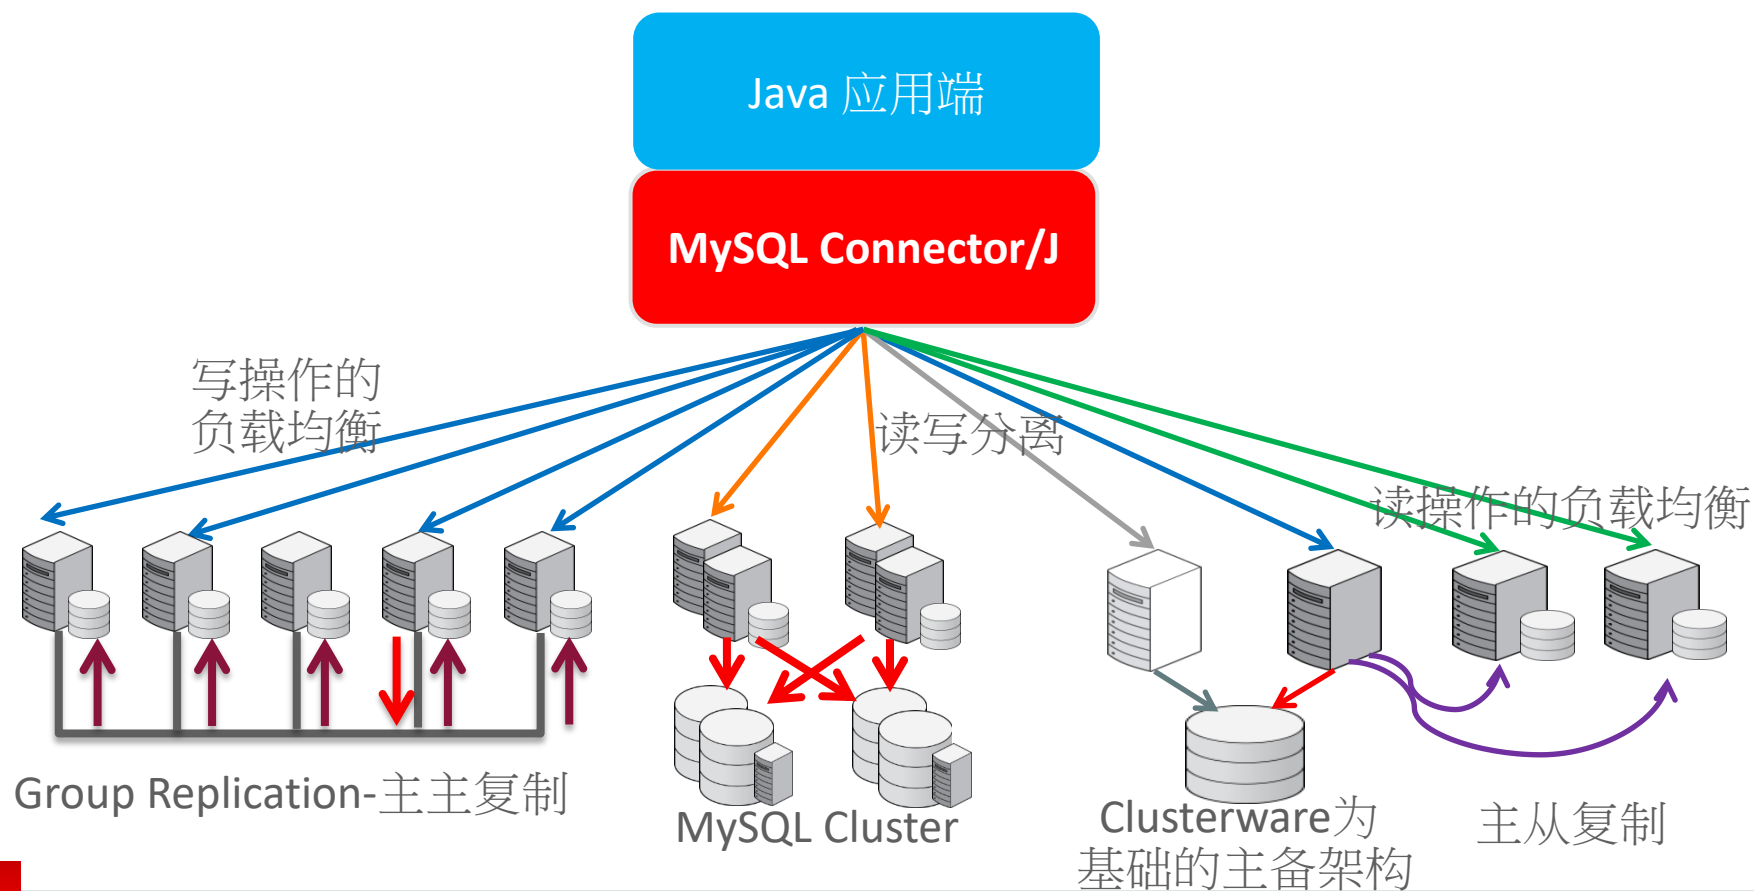 Java 应用端
MySQL Connector/J
写操作的
负载均衡
读写分离
读操作的负载均衡
Group Replication-主主复制
MySQL Cluster
Clusterware为
基础的主备架构
主从复制